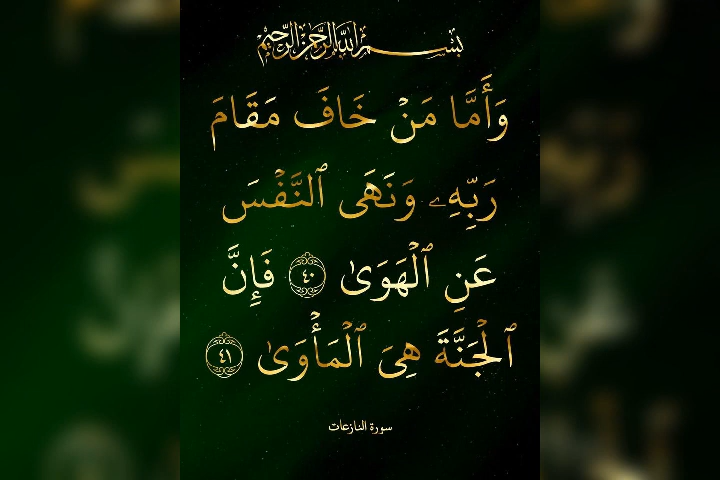 بسم الله الرحمن الرحيم
وَأَمَّا مَنْ خَافَ مَقَامَ
رَبِّهِۦ وَنَهَى ٱلنَّفْسَ
عَنِ ٱلْهَوَىٰ ٤٠ فَإِنَّ
ٱلْجَنَّةَ هِىَ ٱلْمَأْوَىٰ ٤١
سورة النازعات